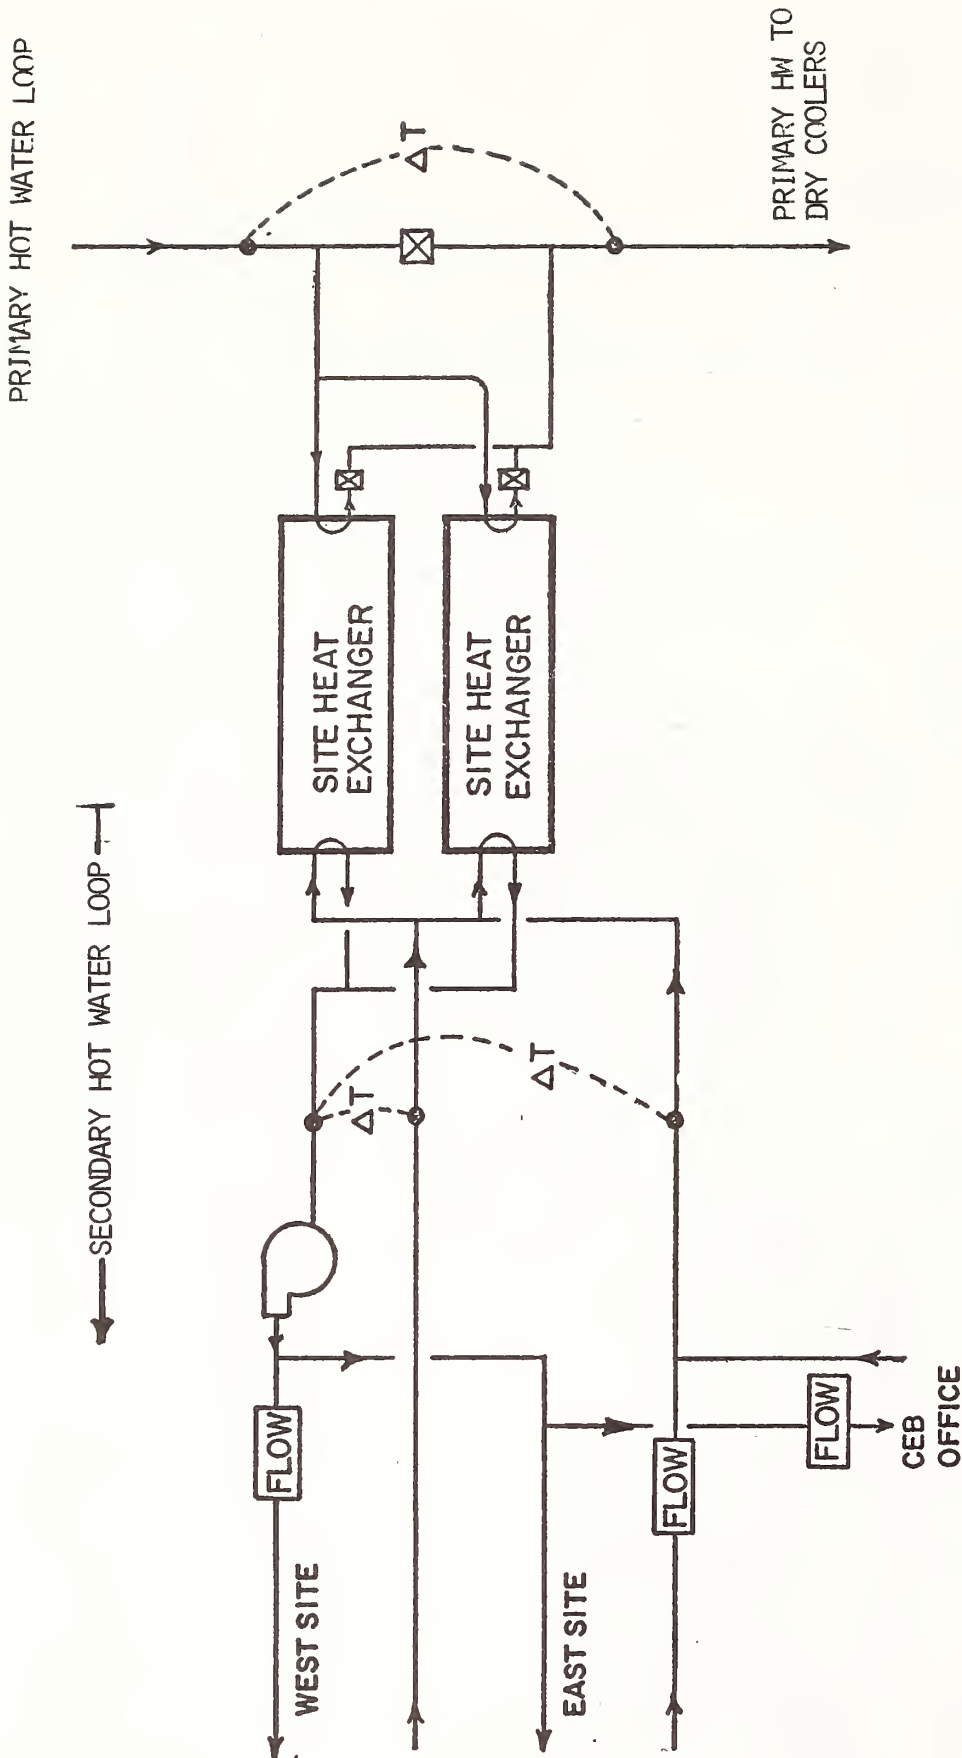 PRIMARY HOT WATER LOOP
SECONDARY HOT WATER LOOP
ΔT
PRIMARY HW TO
DRY COOLERS
SITE HEAT
EXCHANGER
SITE HEAT
EXCHANGER
ΔT
ΔT
FLOW
WEST SITE
EAST SITE
FLOW
FLOW
CEB
OFFICE